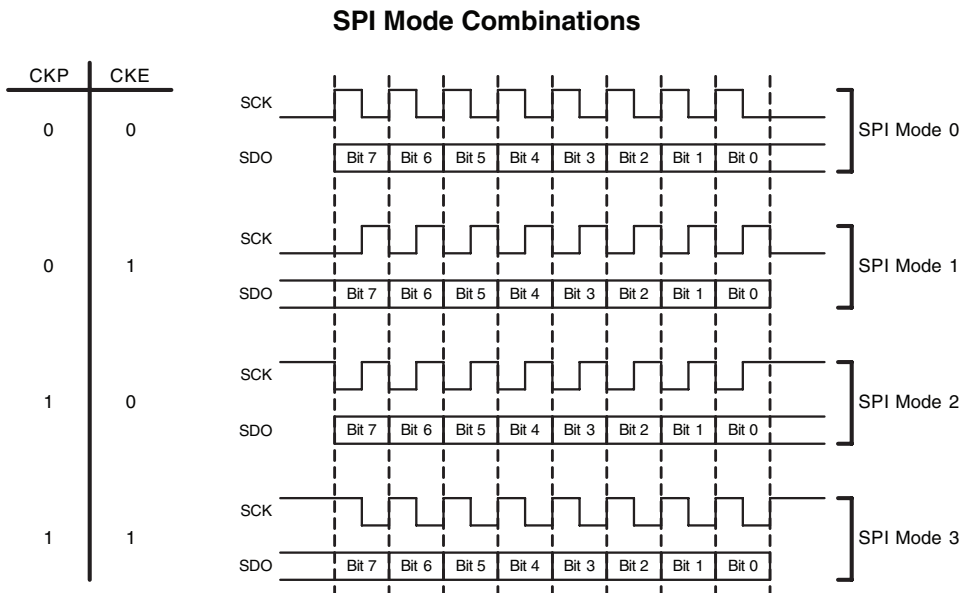 SPI Mode Combinations
CKP CKE
SCK
0 0 SPI Mode 0
SDO Bit 7 Bit 6 Bit 5 Bit 4 Bit 3 Bit 2 Bit 1 Bit 0
SCK
0 1 SPI Mode 1
SDO Bit 7 Bit 6 Bit 5 Bit 4 Bit 3 Bit 2 Bit 1 Bit 0
SCK
1 0 SPI Mode 2
SDO Bit 7 Bit 6 Bit 5 Bit 4 Bit 3 Bit 2 Bit 1 Bit 0
SCK
1 1 SPI Mode 3
SDO Bit 7 Bit 6 Bit 5 Bit 4 Bit 3 Bit 2 Bit 1 Bit 0